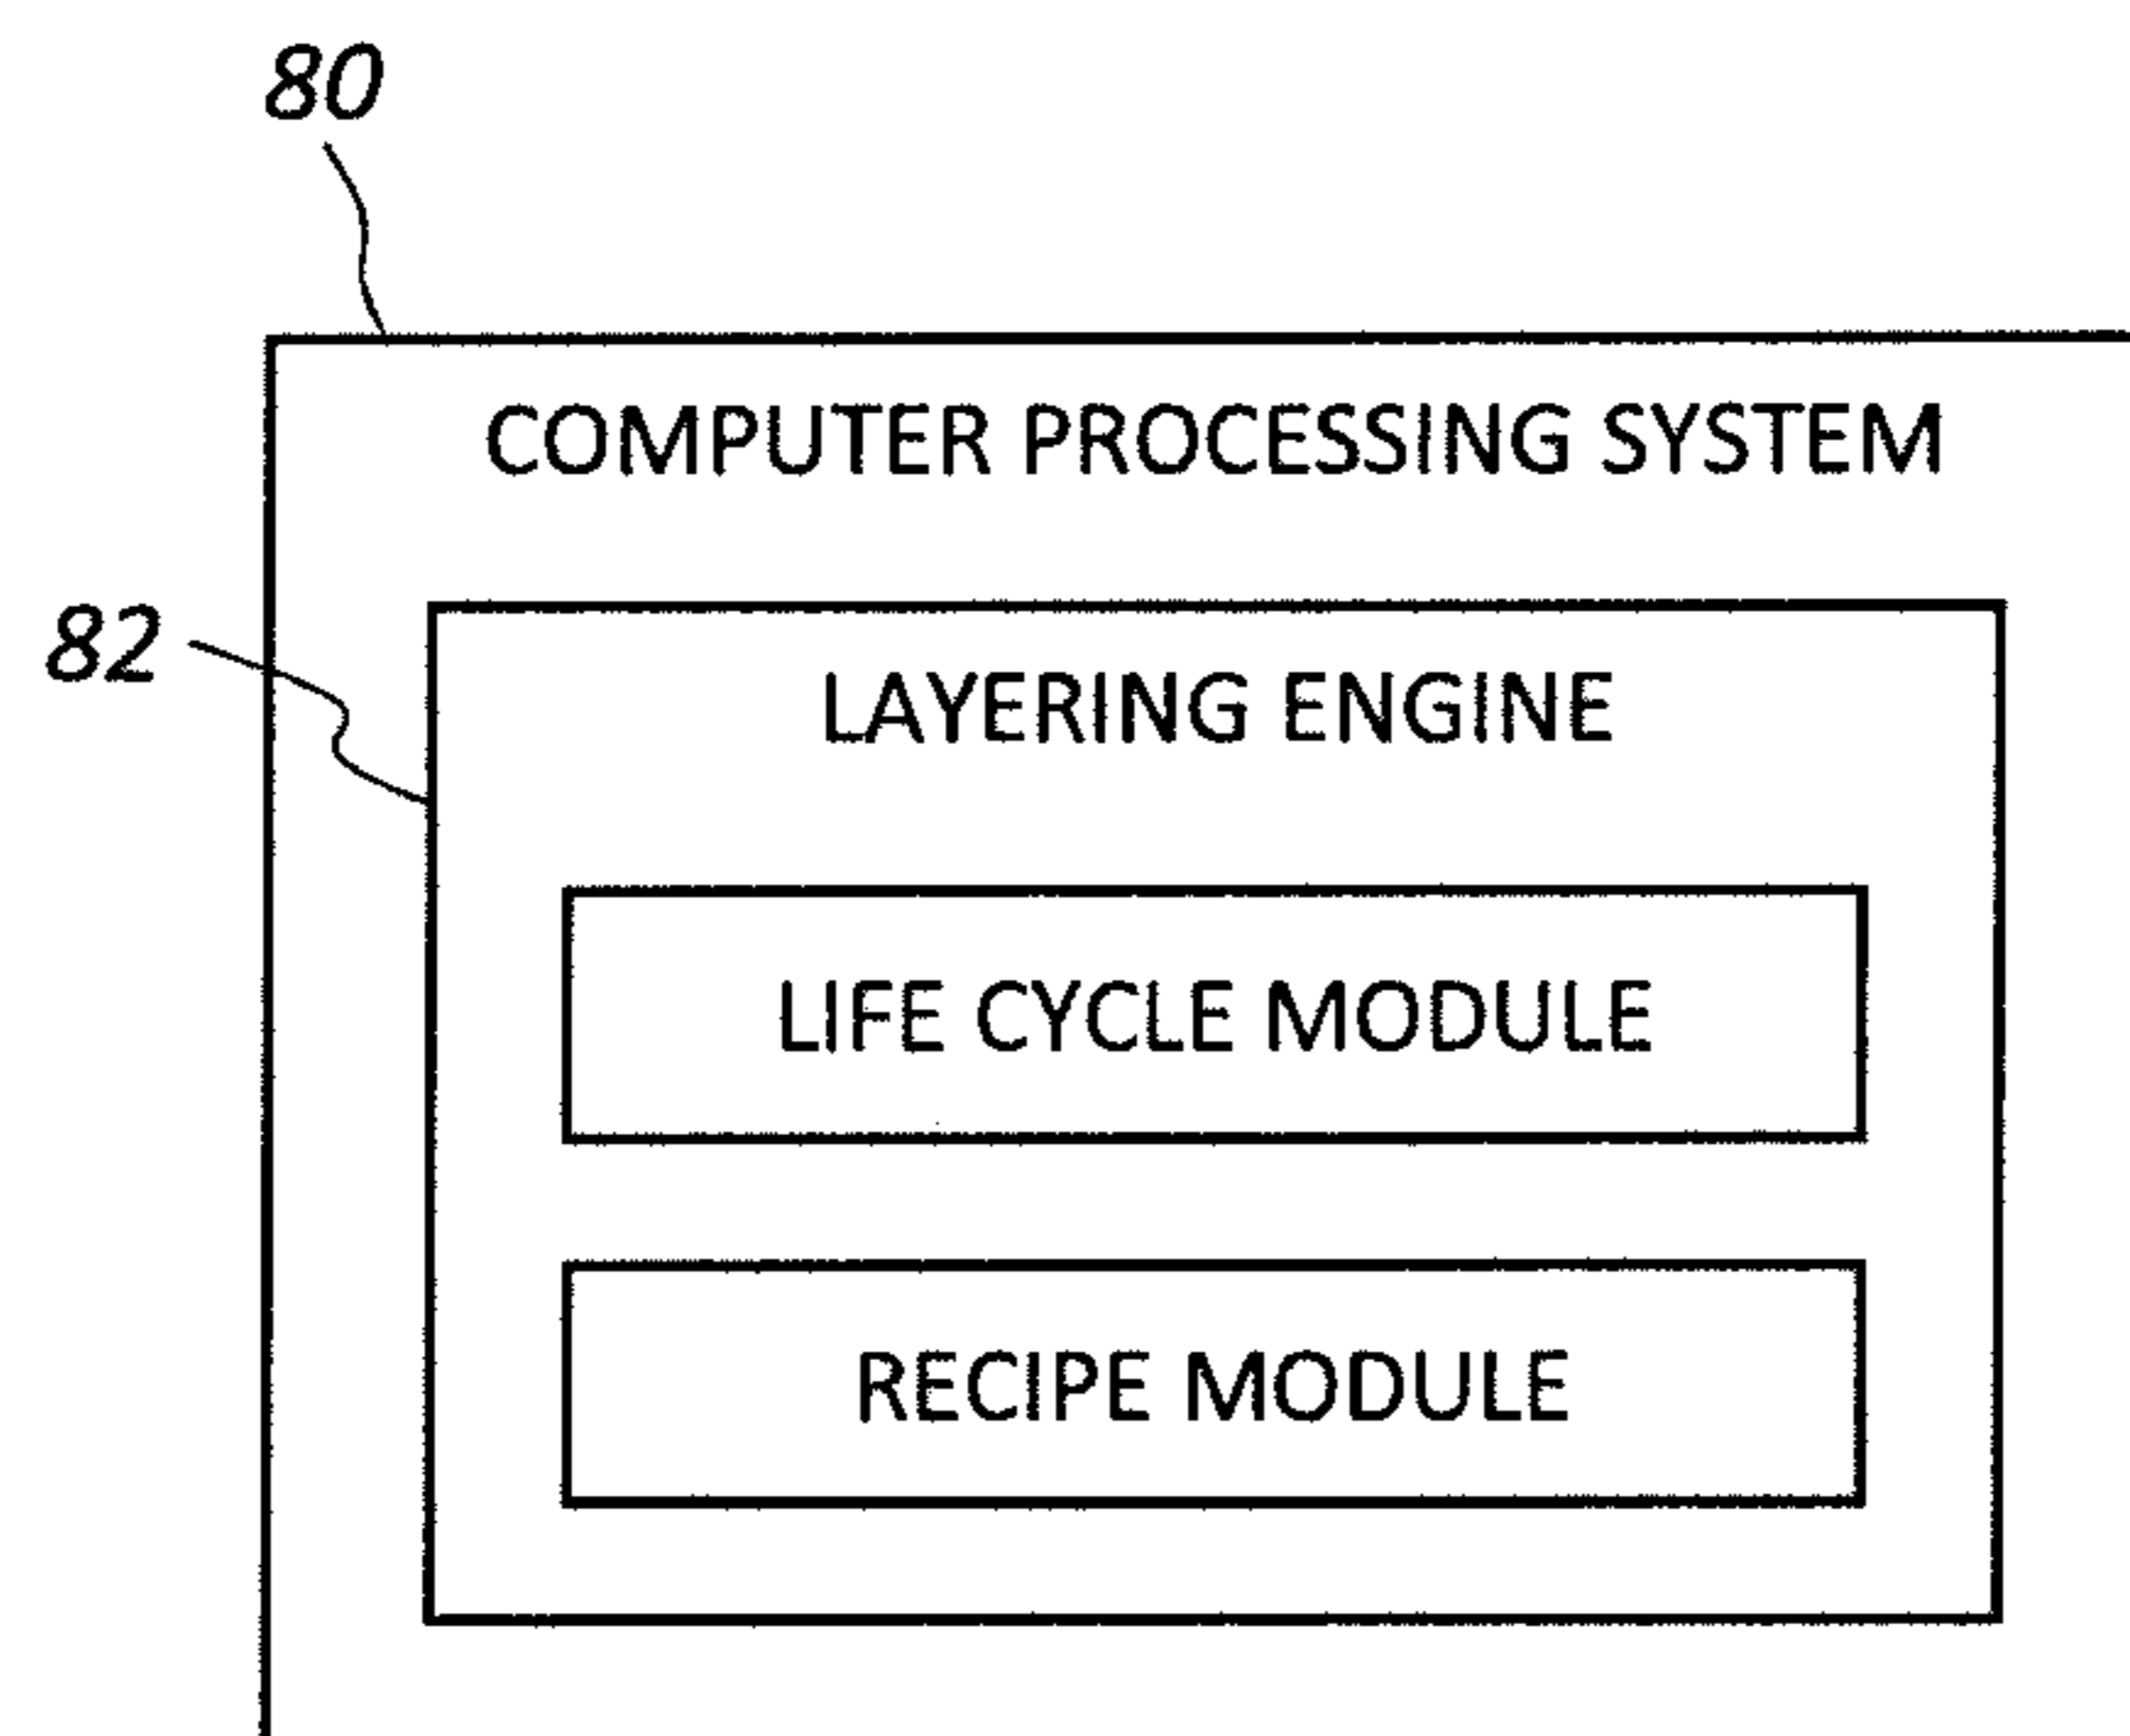 80
COMPUTER PROCESSING SYSTEM
82
LAYERING ENGINE
LIFE CYCLE MODULE
RECIPE MODULE